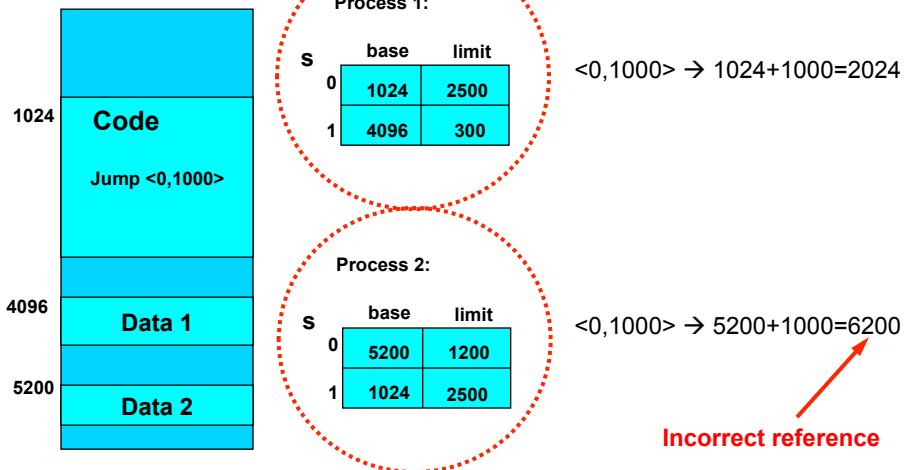 Process 1:
s base limit
0 1024 2500
1 4096 300
<0,1000> → 1024+1000=2024
1024
Code
Jump <0,1000>
Process 2:
s base limit
0 5200 1200
1 1024 2500
<0,1000> → 5200+1000=6200
4096
Data 1
5200
Data 2
Incorrect reference